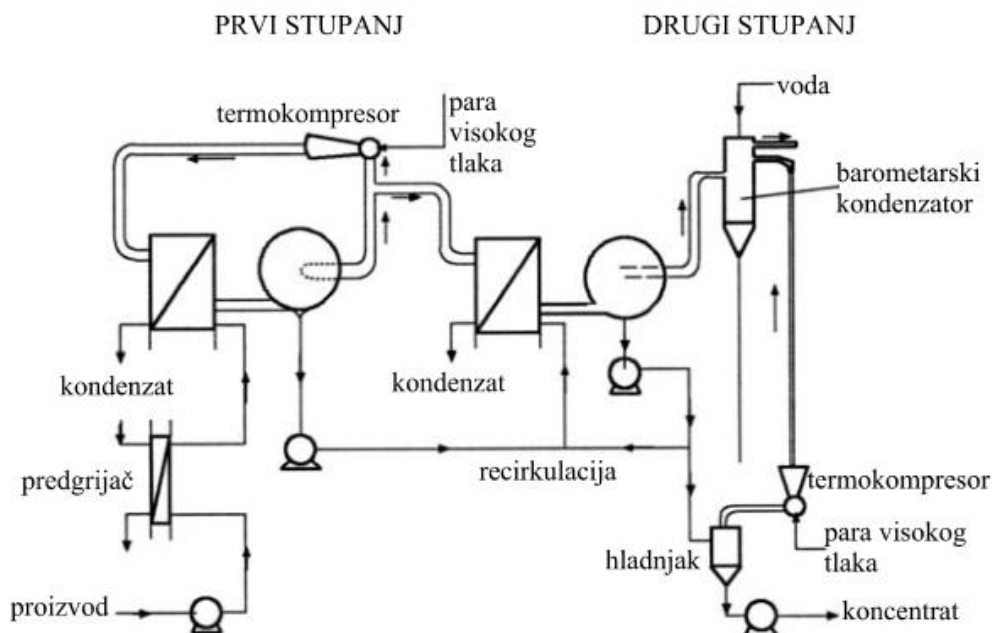 PRVI STUPANJ
DRUGI STUPANJ
termokompresor
para
visokog
tlaka
voda
barometarski
kondenzator
kondenzat
kondenzat
predgrijač
recirkulacija
termokompresor
hladnjak
para visokog
tlaka
proizvod
koncentrat